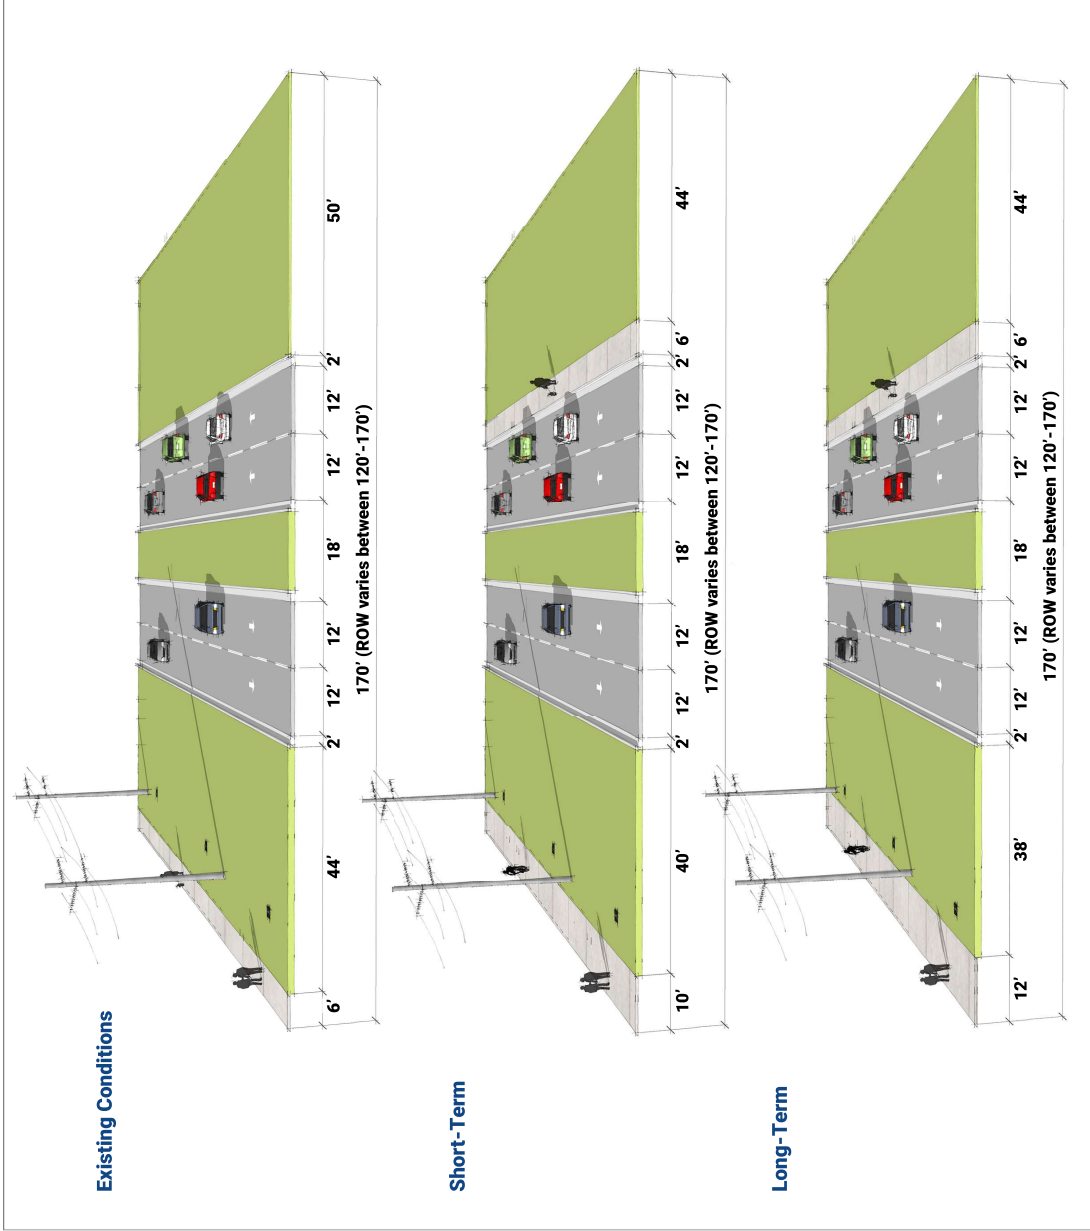 Existing Conditions
6’ 44’ 2’ 12’ 12’ 18’ 12’ 12’ 2’ 50’
170’ (ROW varies between 120’-170’)
Short-Term
10’ 40’ 2’ 12’ 12’ 18’ 12’ 12’ 2’ 6’ 44’
170’ (ROW varies between 120’-170’)
Long-Term
12’ 38’ 2’ 12’ 12’ 18’ 12’ 12’ 2’ 6’ 44’
170’ (ROW varies between 120’-170’)